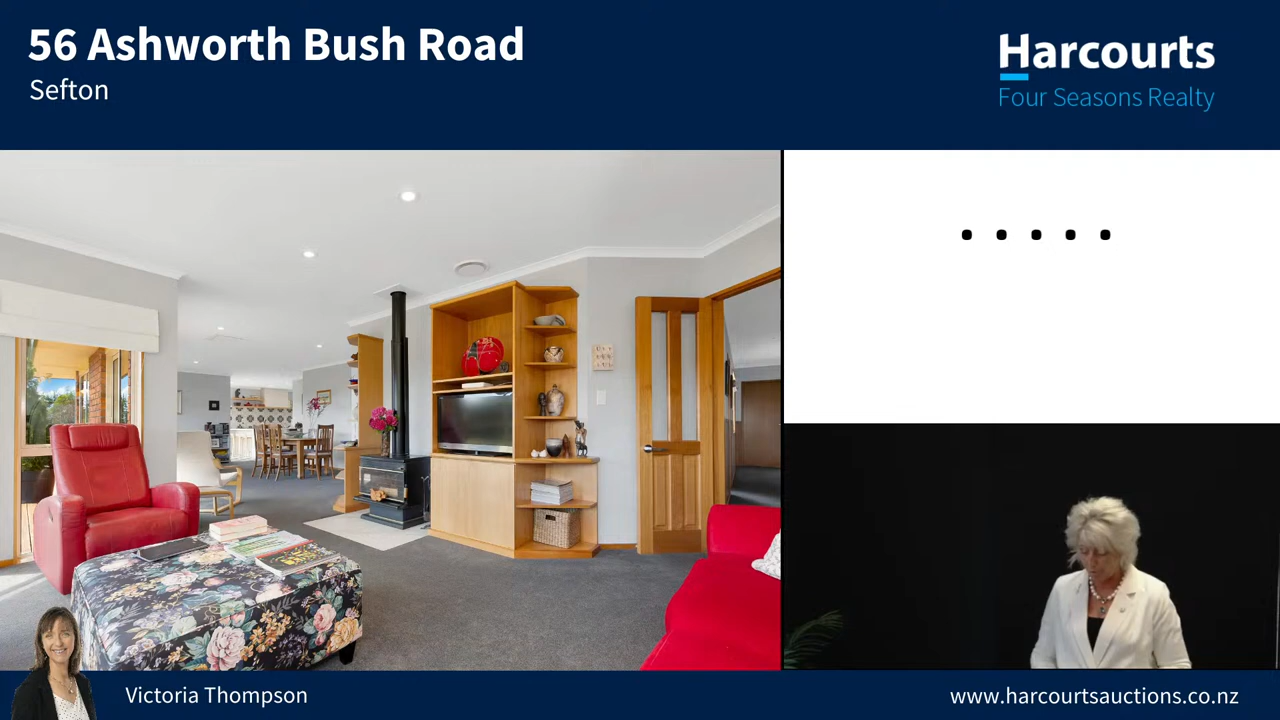 56 Ashworth Bush Road
Sefton
Harcourts
Four Seasons Realty
Victoria Thompson
www.harcourtsauctions.co.nz